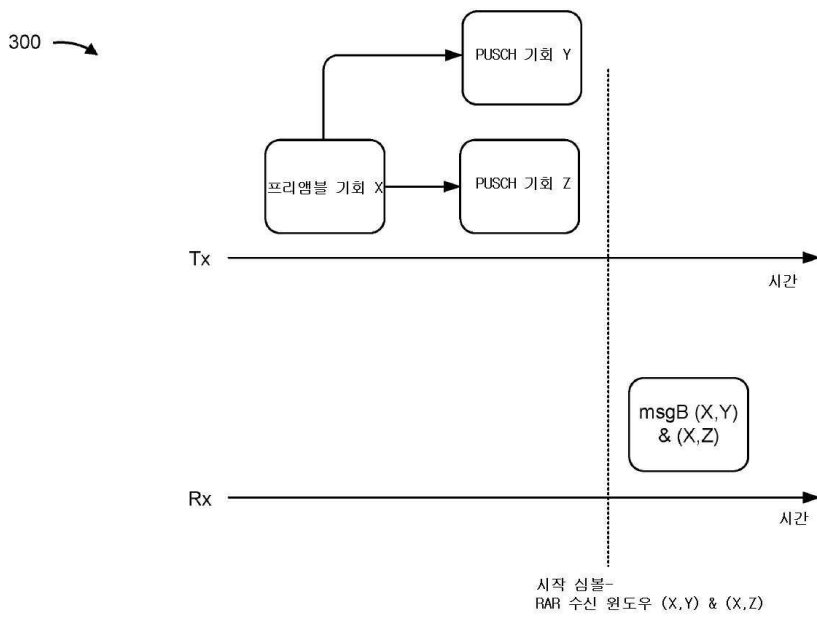 300
PUSCH 기회 Y
프리앰블 기회 X
PUSCH 기회 Z
Tx
시간
msgB (X,Y)
& (X,Z)
Rx
시간
시작 심볼-
RAR 수신 윈도우 (X,Y) & (X,Z)